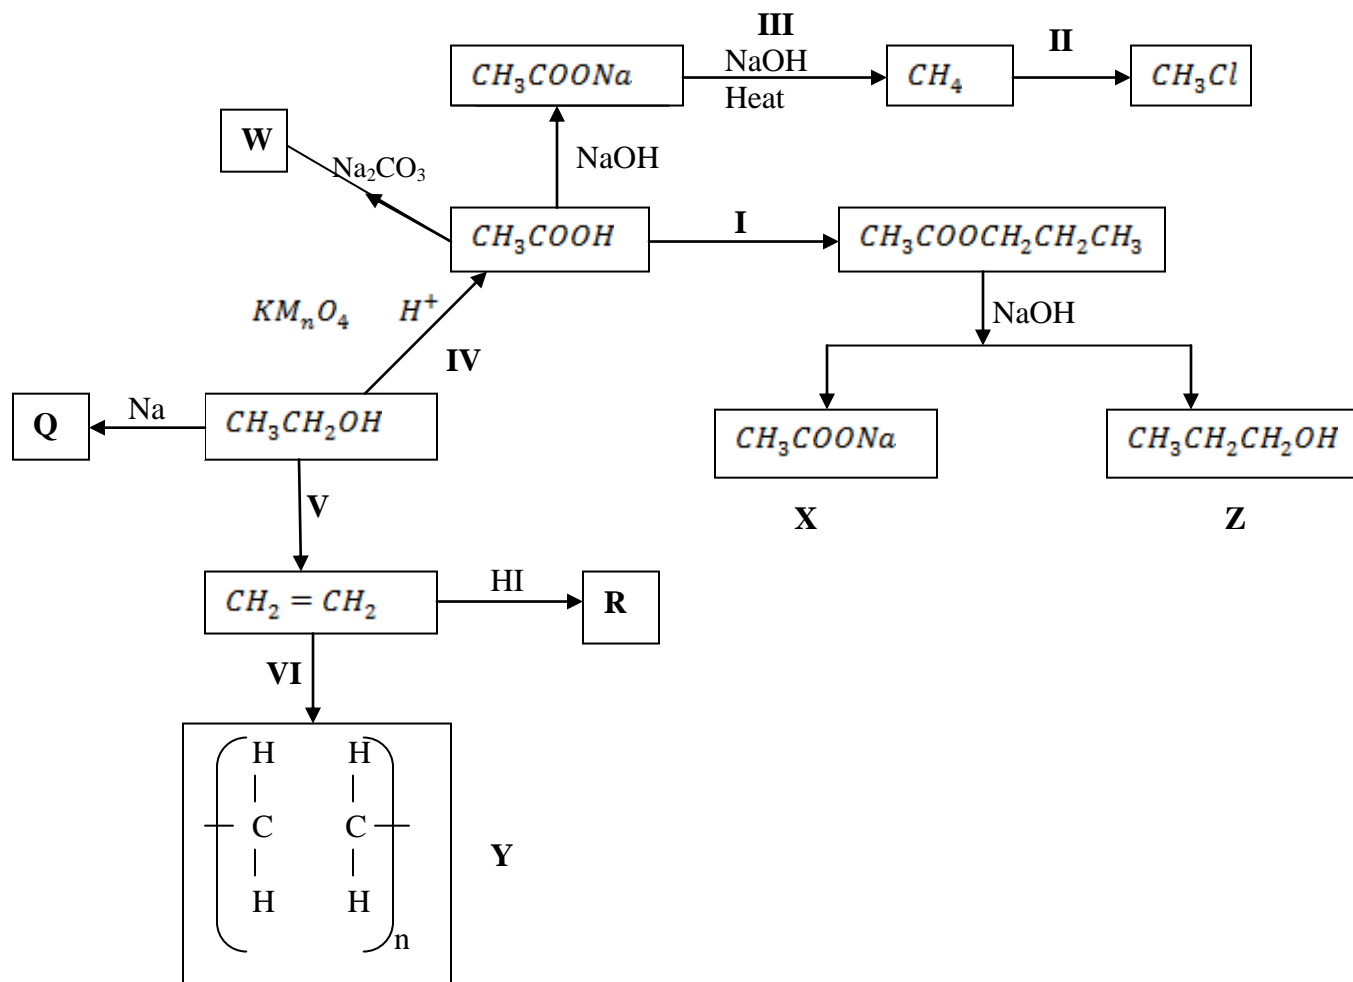 III
II
CH₃COONa
NaOH
Heat
CH₄
CH₃Cl
W
Na₂CO₃
NaOH
CH₃COOH
I
CH₃COOCH₂CH₂CH₃
KMₙO₄ H⁺
NaOH
IV
Q
Na
CH₃CH₂OH
CH₃COONa
CH₃CH₂CH₂OH
V
X
Z
CH₂ = CH₂
HI
R
VI
H H
C C
Y
H H
n